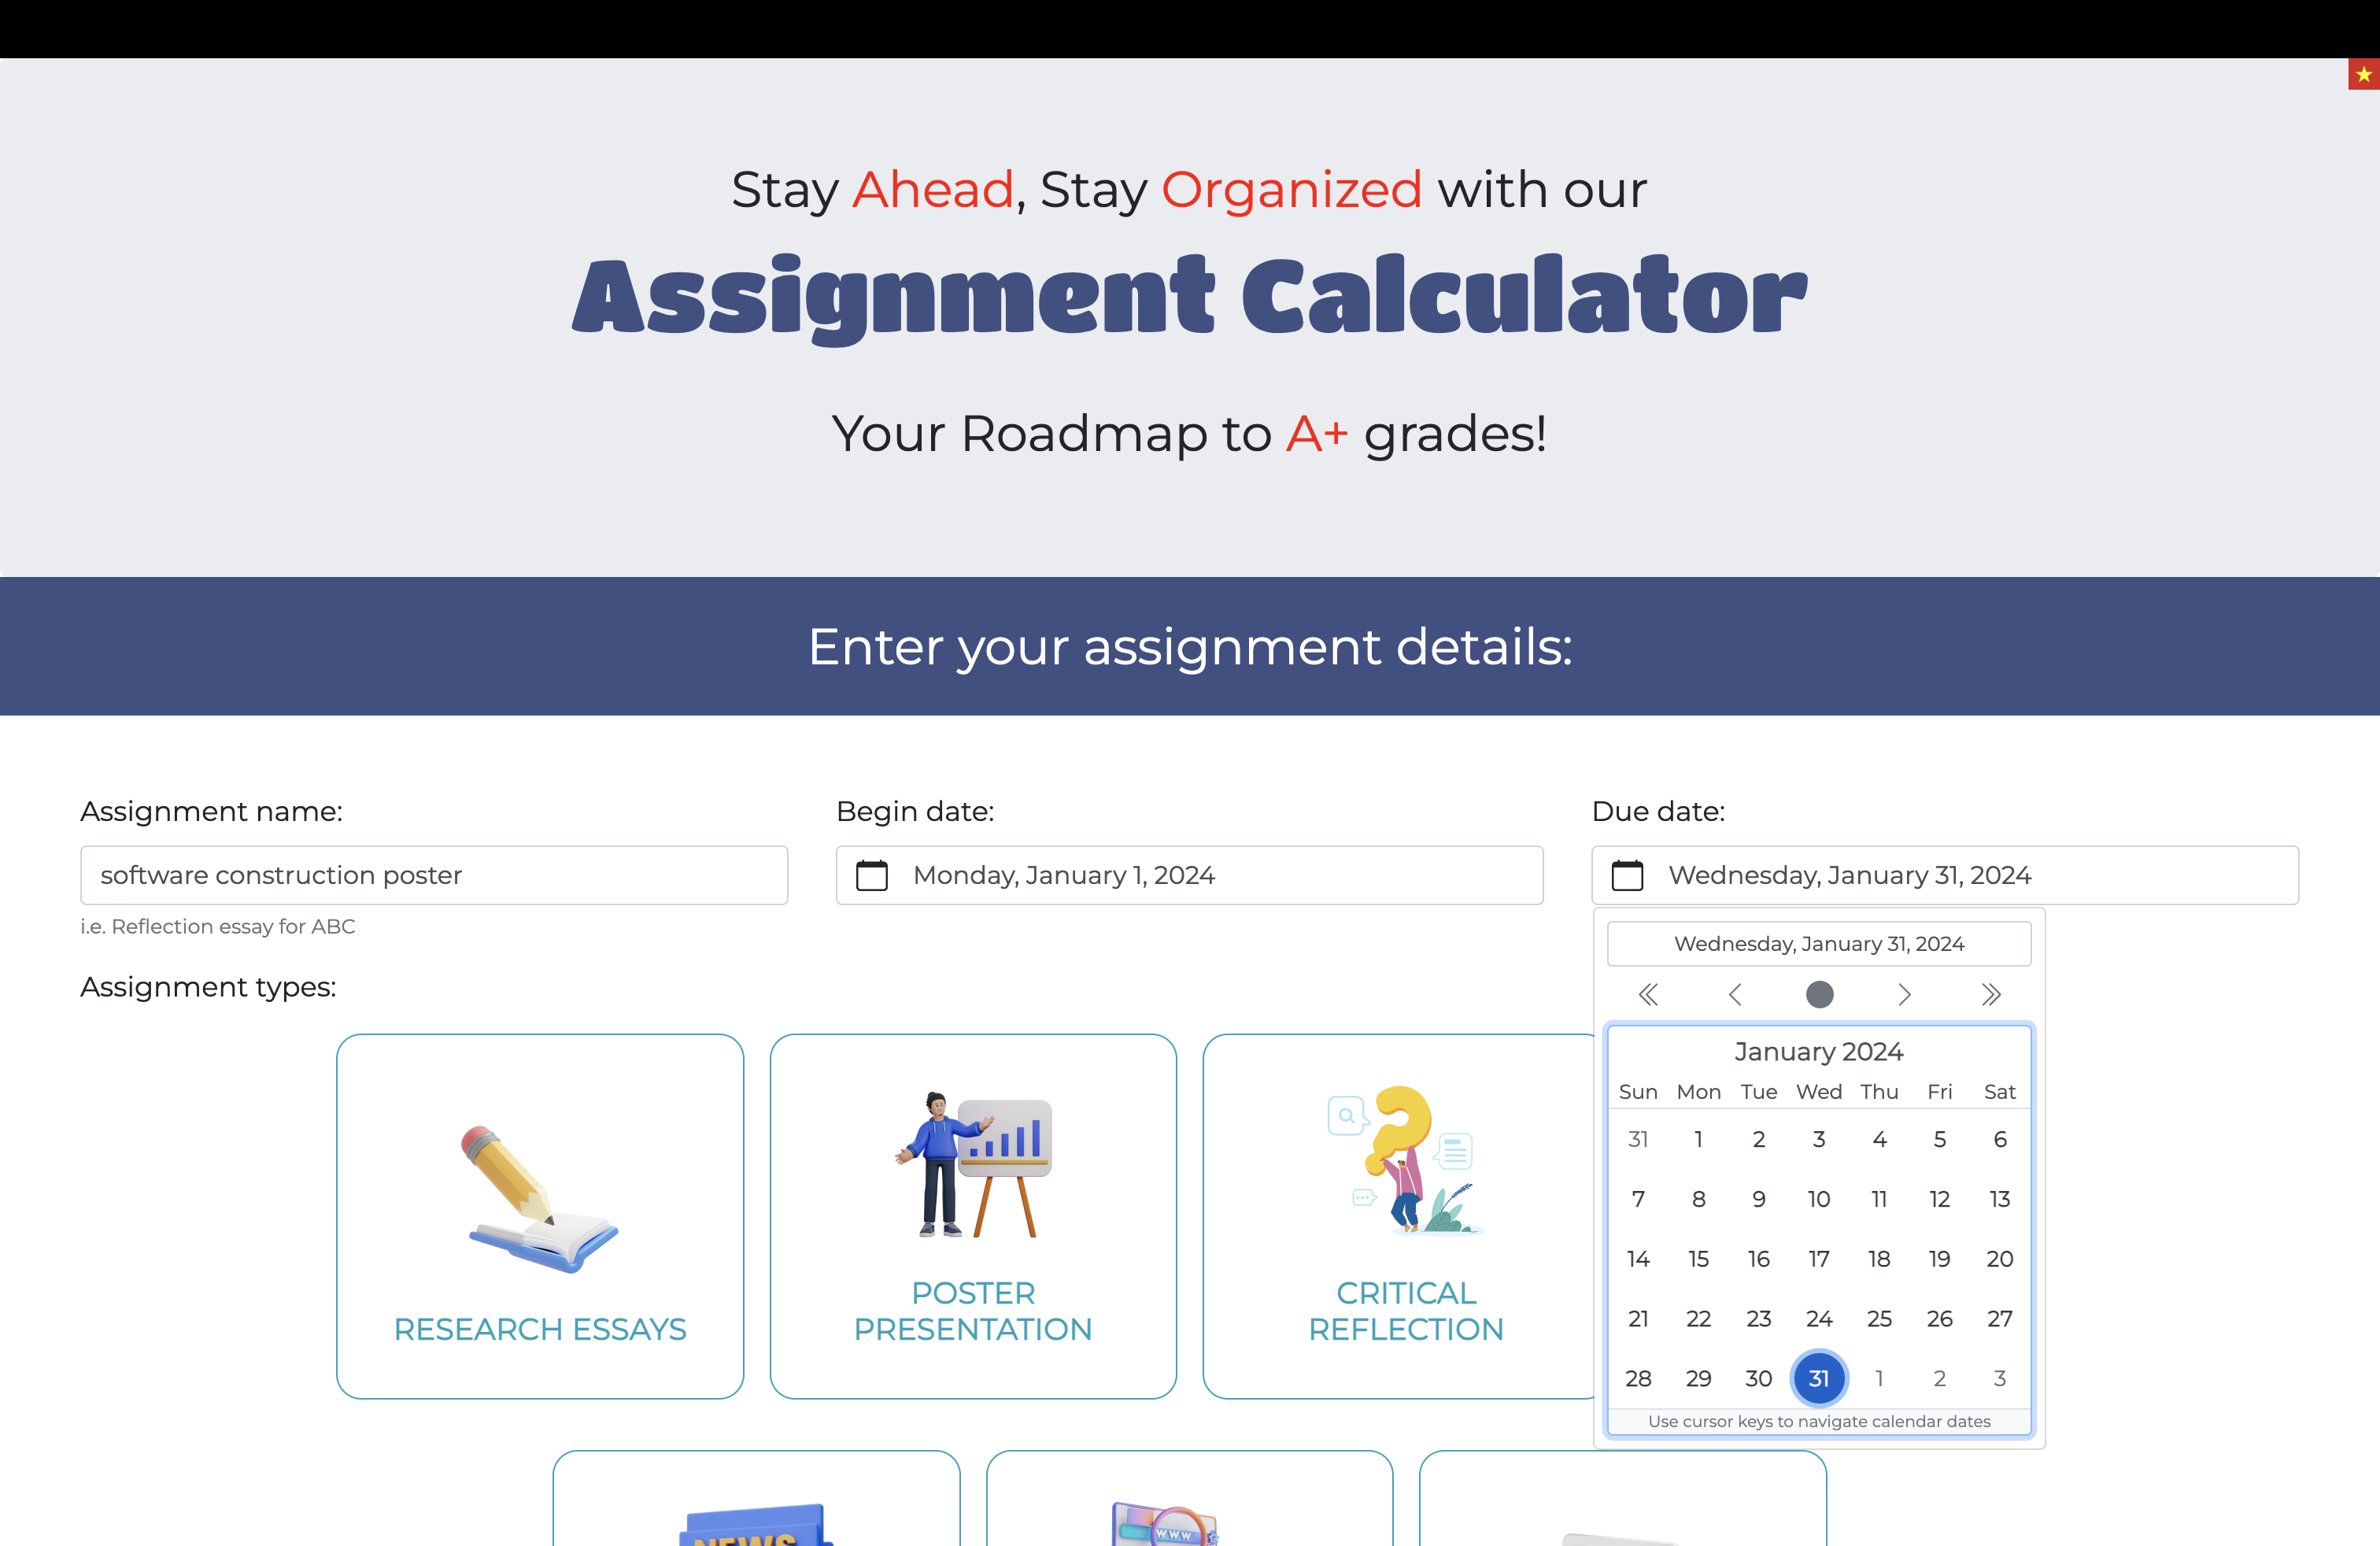 Stay Ahead, Stay Organized with our
Assignment Calculator
Your Roadmap to A+ grades!
Enter your assignment details:
Assignment name:
software construction poster
i.e. Reflection essay for ABC
Begin date:
Monday, January 1, 2024
Due date:
Wednesday, January 31, 2024
Wednesday, January 31, 2024
January 2024
Sun Mon Tue Wed Thu Fri Sat
31 1 2 3 4 5 6
7 8 9 10 11 12 13
14 15 16 17 18 19 20
21 22 23 24 25 26 27
28 29 30 31 1 2 3
Use cursor keys to navigate calendar dates
Assignment types:
RESEARCH ESSAYS
POSTER
PRESENTATION
CRITICAL
REFLECTION
NEWS
WWW